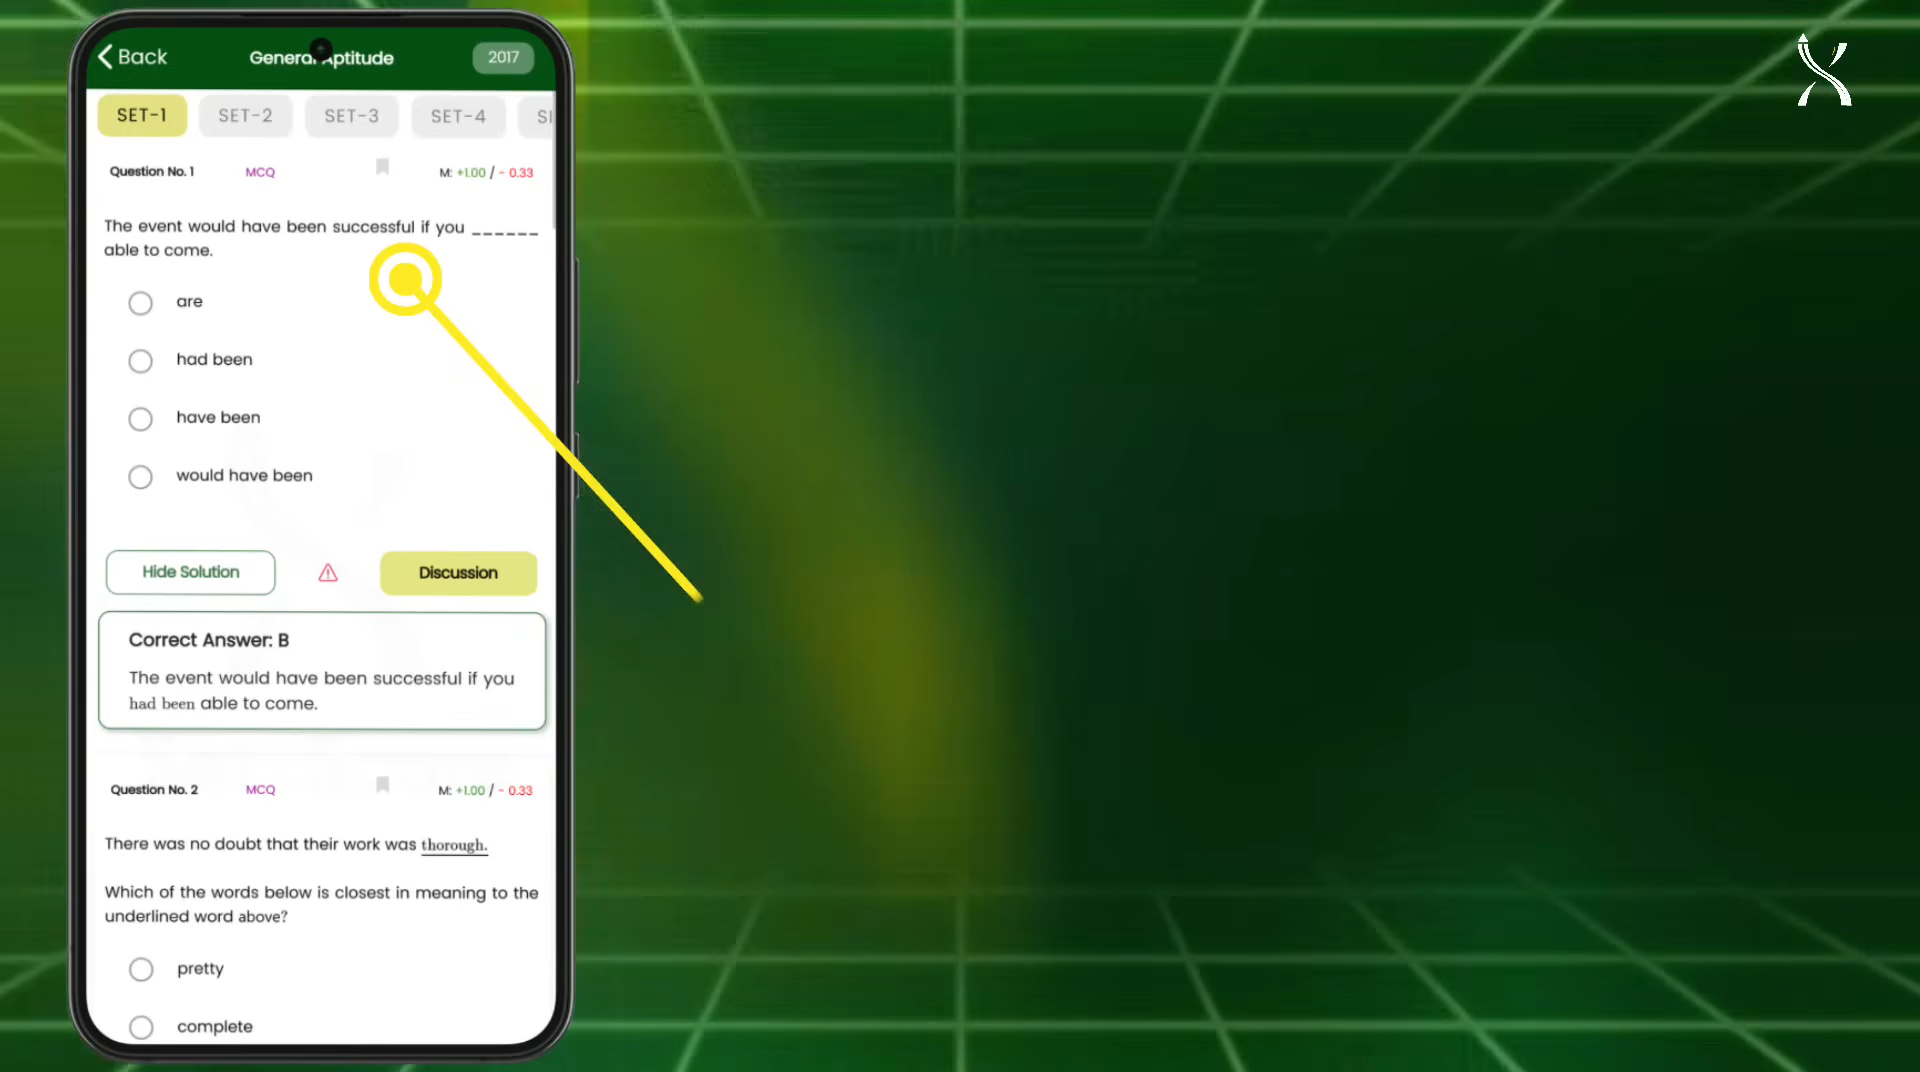 Back
General Aptitude
2017
SET-1
SET-2
SET-3
SET-4
Question No. 1
MCQ
M: +1.00 / - 0.33
The event would have been successful if you ______
able to come.
are
had been
have been
would have been
Hide Solution
Discussion
Correct Answer: B
The event would have been successful if you
had been able to come.
Question No. 2
MCQ
M: +1.00 / - 0.33
There was no doubt that their work was thorough.
Which of the words below is closest in meaning to the
underlined word above?
pretty
complete